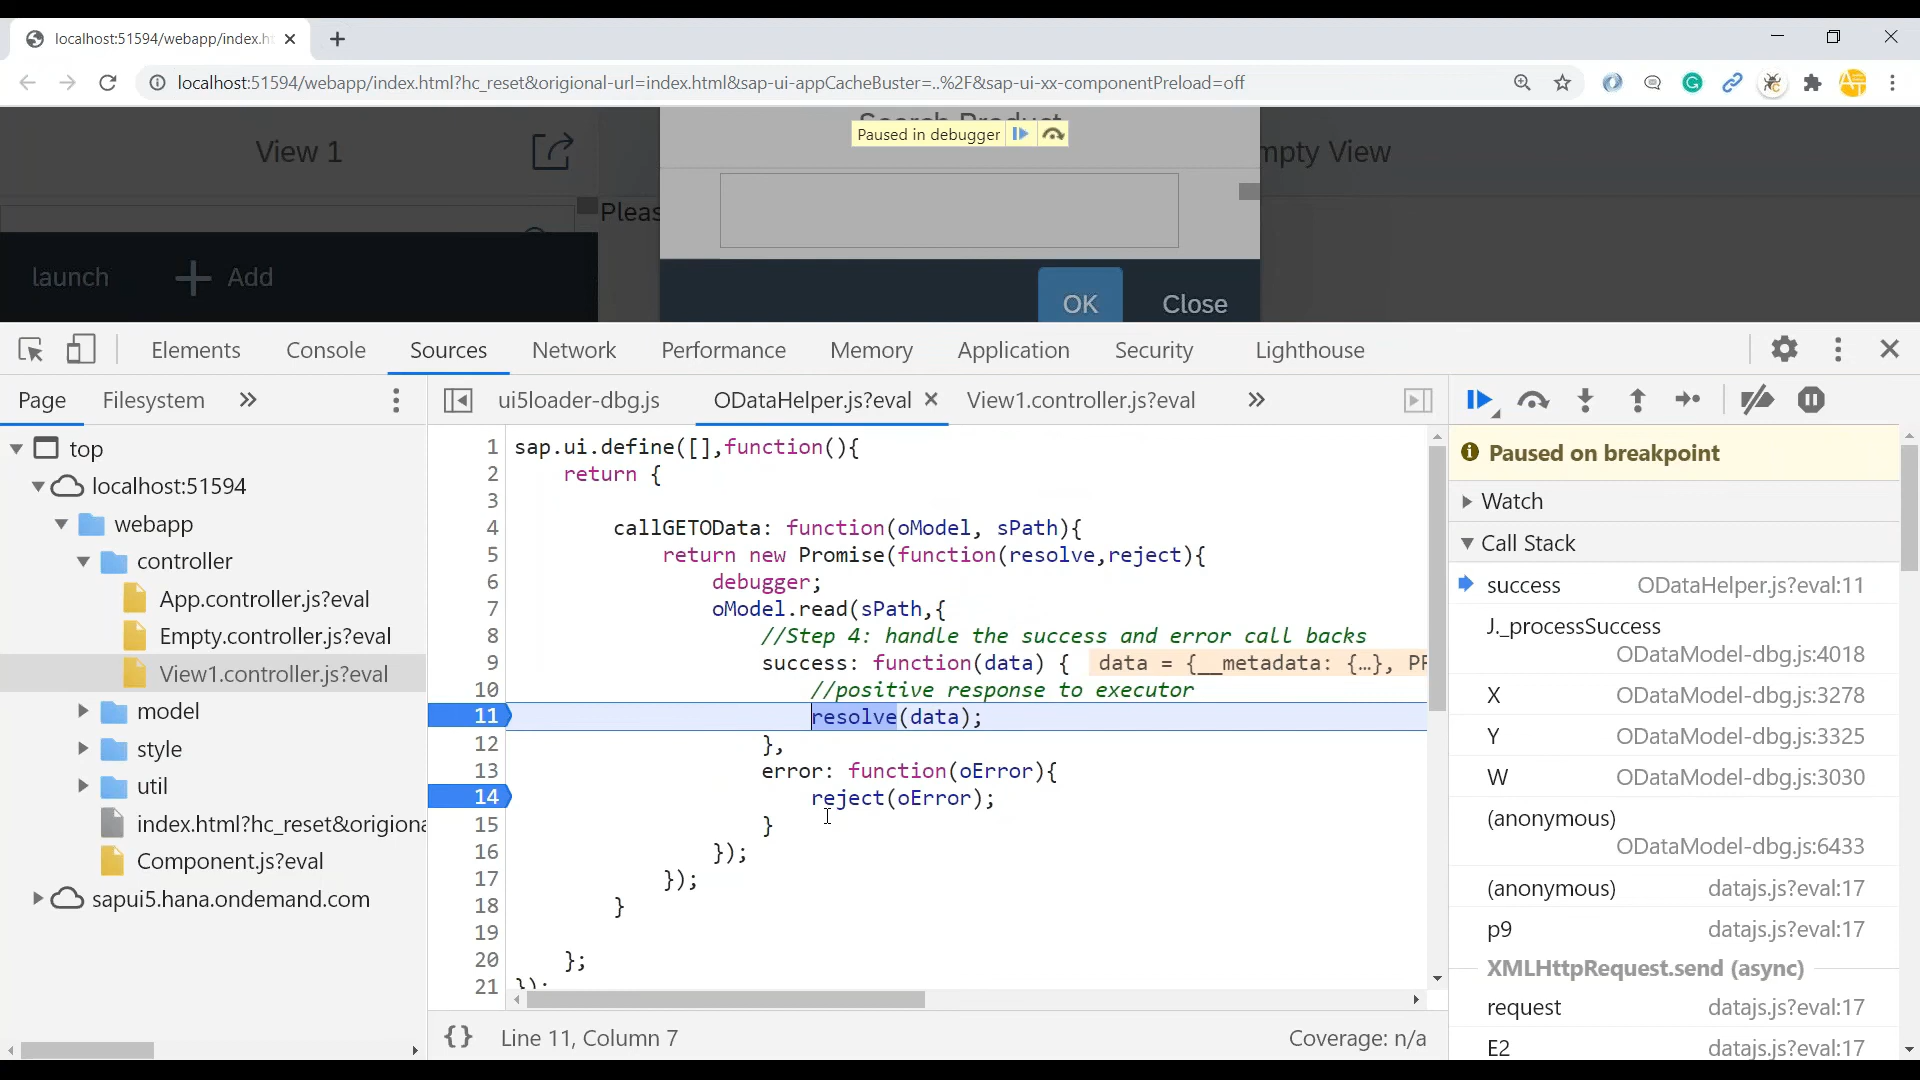 localhost:51594/webapp/index.ht
localhost:51594/webapp/index.html?hc_reset&origional-url=index.html&sap-ui-appCacheBuster=..%2F&sap-ui-xx-componentPreload=off
View 1
Search Product
Paused in debugger
mpty View
Pleas
launch
Add
OK
Close
Elements
Console
Sources
Network
Performance
Memory
Application
Security
Lighthouse
Page
Filesystem
»
ui5loader-dbg.js
ODataHelper.js?eval
View1.controller.js?eval
»
top
localhost:51594
webapp
controller
App.controller.js?eval
Empty.controller.js?eval
View1.controller.js?eval
model
style
util
index.html?hc_reset&origiona
Component.js?eval
sapui5.hana.ondemand.com
1 sap.ui.define([],function(){
2 return {
3
4 callGETOData: function(oModel, sPath){
5 return new Promise(function(resolve,reject){
6 debugger;
7 oModel.read(sPath,{
8 //Step 4: handle the success and error call backs
9 success: function(data) { data = {__metadata: {…}, PR
10 //positive response to executor
11 resolve(data);
12 },
13 error: function(oError){
14 reject(oError);
15 }
16 });
17 });
18 }
19
20 };
21 });
{} Line 11, Column 7
Coverage: n/a
Paused on breakpoint
Watch
Call Stack
success ODataHelper.js?eval:11
J._processSuccess
ODataModel-dbg.js:4018
X ODataModel-dbg.js:3278
Y ODataModel-dbg.js:3325
W ODataModel-dbg.js:3030
(anonymous)
ODataModel-dbg.js:6433
(anonymous) datajs.js?eval:17
p9 datajs.js?eval:17
XMLHttpRequest.send (async)
request datajs.js?eval:17
E2 datajs.js?eval:17